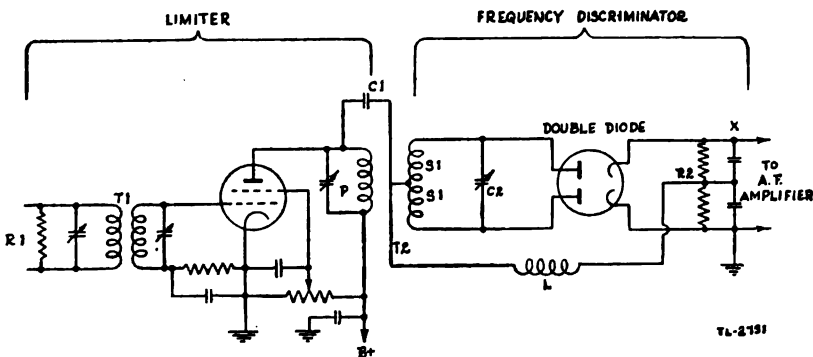 LIMITER
FREQUENCY DISCRIMINATOR
C1
DOUBLE DIODE
X
T1
P
S1
S1
C2
R2
TO
A.F.
AMPLIFIER
R1
T2
L
B+
TL-2731